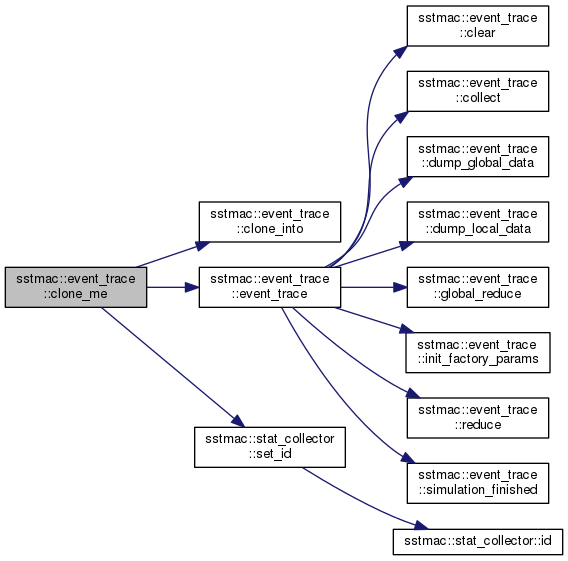 sstmac::event_trace
::clear
sstmac::event_trace
::collect
sstmac::event_trace
::dump_global_data
sstmac::event_trace
::clone_into
sstmac::event_trace
::dump_local_data
sstmac::event_trace
::clone_me
sstmac::event_trace
::event_trace
sstmac::event_trace
::global_reduce
sstmac::event_trace
::init_factory_params
sstmac::event_trace
::reduce
sstmac::stat_collector
::set_id
sstmac::event_trace
::simulation_finished
sstmac::stat_collector::id